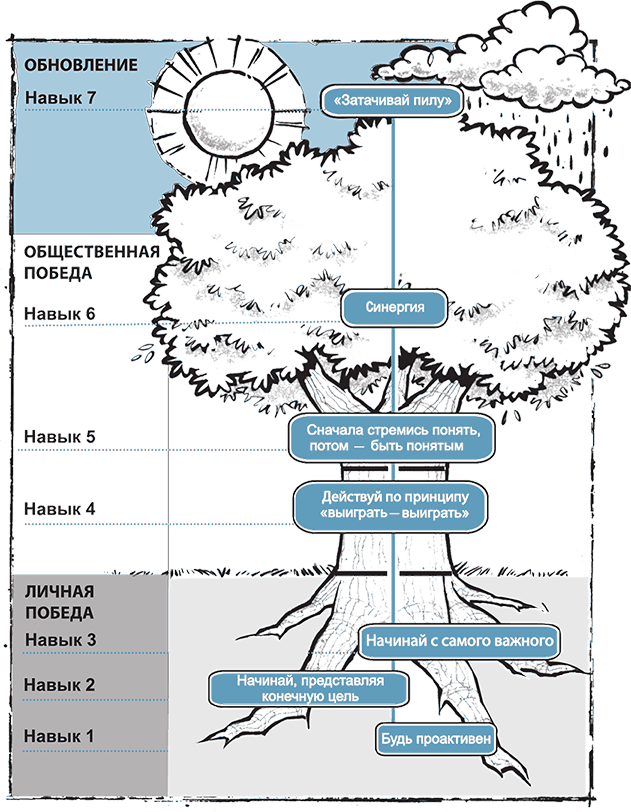 ОБНОВЛЕНИЕ
Навык 7
«Затачивай пилу»
ОБЩЕСТВЕННАЯ
ПОБЕДА
Навык 6
Синергия
Навык 5
Сначала стремись понять,
потом — быть понятым
Навык 4
Действуй по принципу
«выиграть—выиграть»
ЛИЧНАЯ
ПОБЕДА
Навык 3
Начинай с самого важного
Навык 2
Начинай, представляя
конечную цель
Навык 1
Будь проактивен